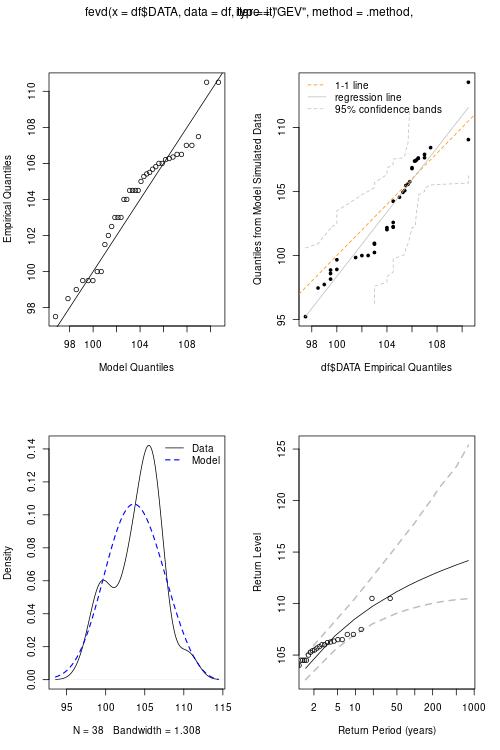 fevd(x = df$DATA, data = df, type = "GEV", method = .method,
98 100 104 108
98 100 102 104 106 108 110
Model Quantiles
Empirical Quantiles
1-1 line
regression line
95% confidence bands
98 100 104 108
95 100 105 110
df$DATA Empirical Quantiles
Quantiles from Model Simulated Data
Data
Model
95 100 105 110 115
0.00 0.02 0.04 0.06 0.08 0.10 0.12 0.14
N = 38 Bandwidth = 1.308
Density
2 5 10 50 200 1000
105 110 115 120 125
Return Period (years)
Return Level